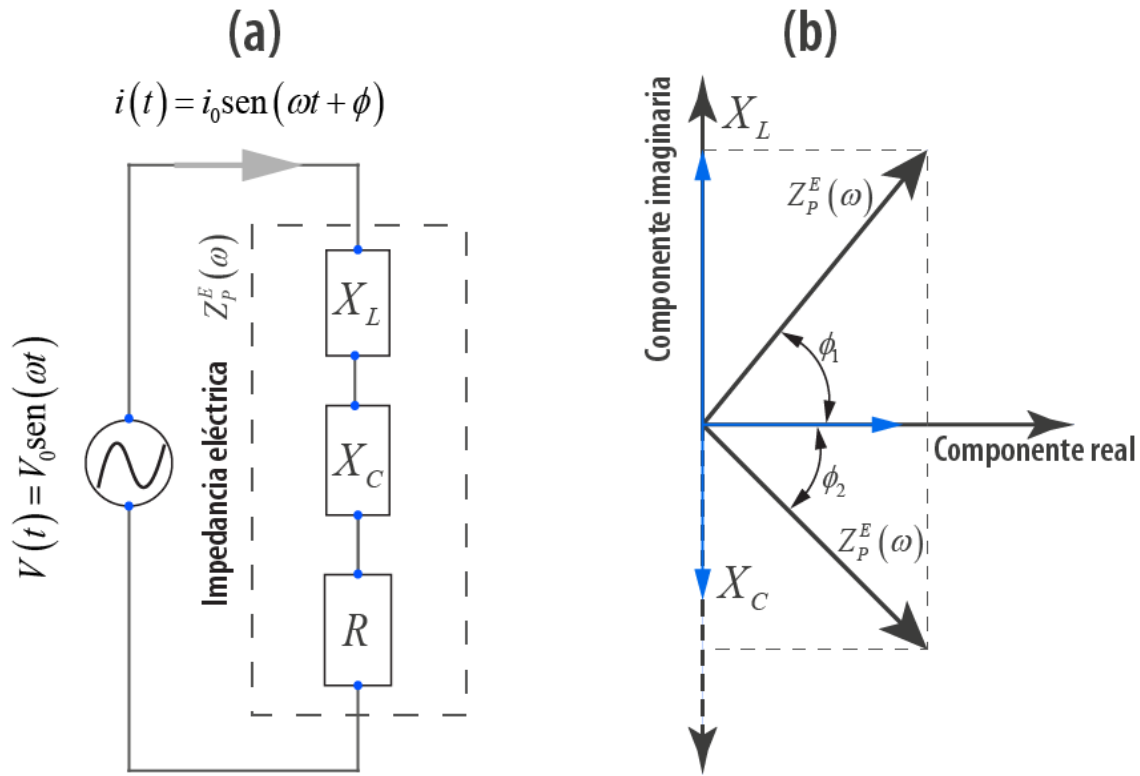 (a)
i(t) = i₀sen(ωt + ϕ)
V(t) = V₀sen(ωt)
Impedancia eléctrica
Z_P^E(ω)
X_L
X_C
R
(b)
Componente imaginaria
X_L
Z_P^E(ω)
ϕ₁
Componente real
ϕ₂
Z_P^E(ω)
X_C